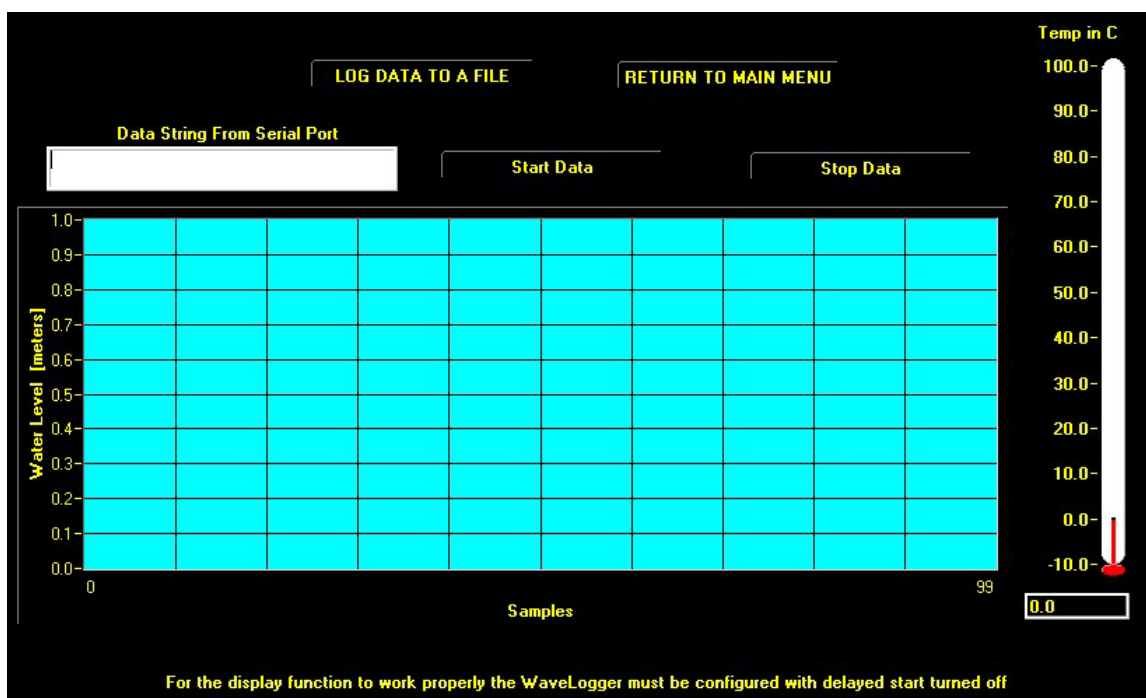 Temp in C
LOG DATA TO A FILE
RETURN TO MAIN MENU
Data String From Serial Port
Start Data
Stop Data
100.0
90.0
80.0
70.0
60.0
50.0
40.0
30.0
20.0
10.0
0.0
-10.0
0.0
Water Level [meters]
1.0
0.9
0.8
0.7
0.6
0.5
0.4
0.3
0.2
0.1
0.0
0
99
Samples
For the display function to work properly the WaveLogger must be configured with delayed start turned off